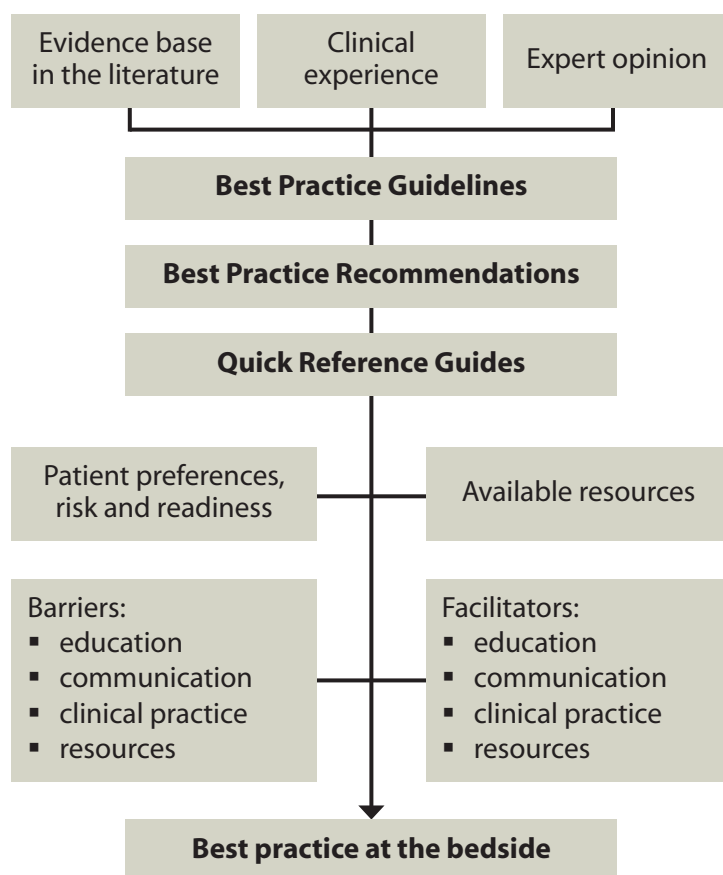 Evidence base
in the literature
Clinical
experience
Expert opinion
Best Practice Guidelines
Best Practice Recommendations
Quick Reference Guides
Patient preferences,
risk and readiness
Available resources
Barriers:
▪ education
▪ communication
▪ clinical practice
▪ resources
Facilitators:
▪ education
▪ communication
▪ clinical practice
▪ resources
Best practice at the bedside